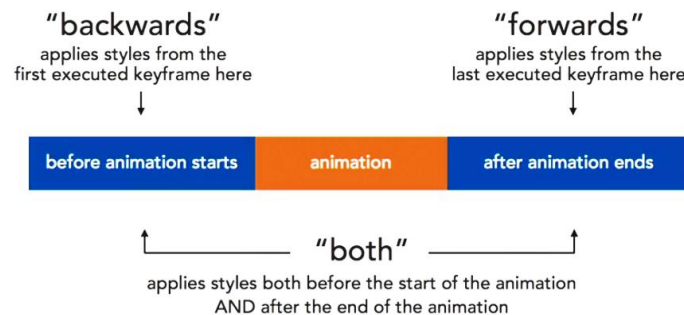 “backwards”
applies styles from the
first executed keyframe here
“forwards”
applies styles from the
last executed keyframe here
before animation starts
animation
after animation ends
“both”
applies styles both before the start of the animation
AND after the end of the animation